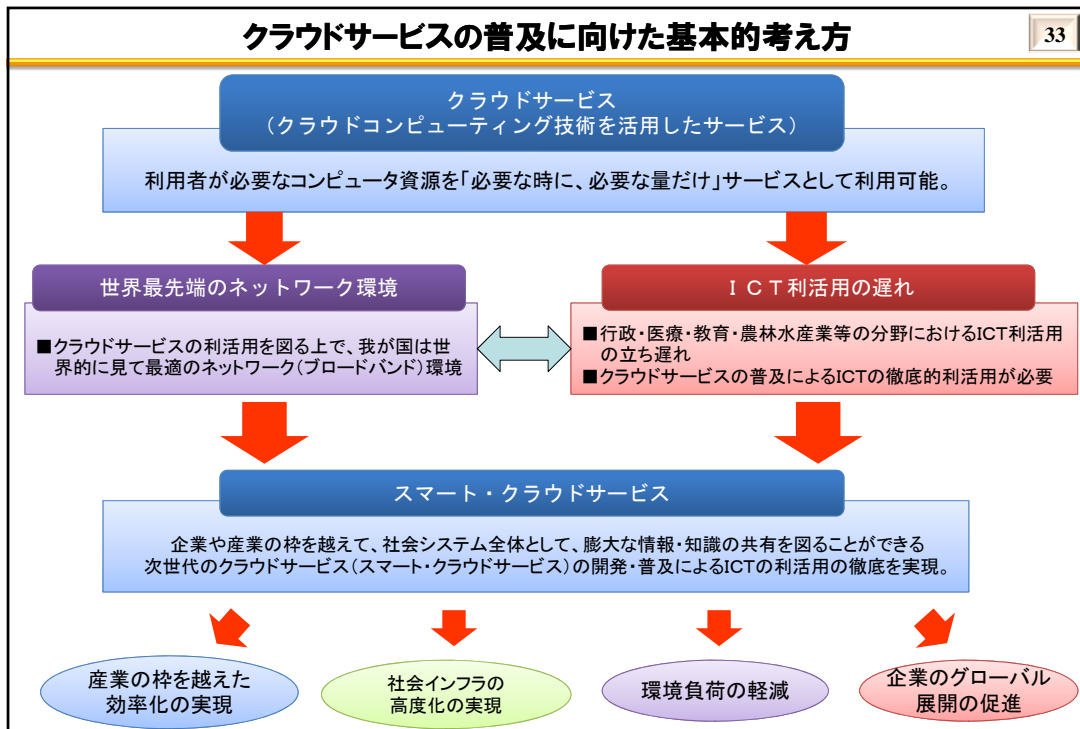 クラウドサービスの普及に向けた基本的考え方
33
クラウドサービス
（クラウドコンピューティング技術を活用したサービス）
利用者が必要なコンピュータ資源を「必要な時に、必要な量だけ」サービスとして利用可能。
世界最先端のネットワーク環境
■クラウドサービスの利活用を図る上で、我が国は世
界的に見て最適のネットワーク（ブロードバンド）環境
ＩＣＴ利活用の遅れ
■行政・医療・教育・農林水産業等の分野におけるICT利活用
の立ち遅れ
■クラウドサービスの普及によるICTの徹底的利活用が必要
スマート・クラウドサービス
企業や産業の枠を越えて、社会システム全体として、膨大な情報・知識の共有を図ることができる
次世代のクラウドサービス（スマート・クラウドサービス）の開発・普及によるICTの利活用の徹底を実現。
産業の枠を越えた
効率化の実現
社会インフラの
高度化の実現
環境負荷の軽減
企業のグローバル
展開の促進